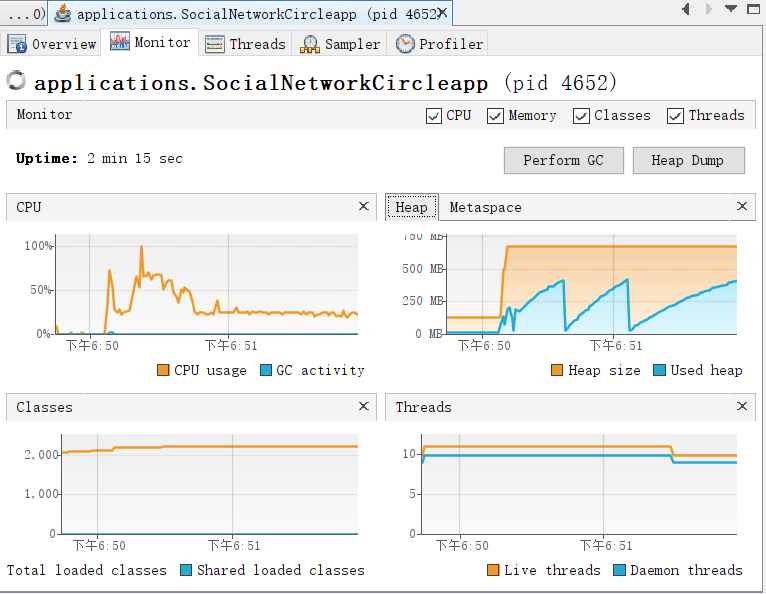 ...0) applications.SocialNetworkCircleapp (pid 4652)
Overview Monitor Threads Sampler Profiler
applications.SocialNetworkCircleapp (pid 4652)
Monitor CPU Memory Classes Threads
Uptime: 2 min 15 sec Perform GC Heap Dump
CPU
100%
50%
0%
下午6:50 下午6:51
CPU usage GC activity
Heap Metaspace
750 MB
500 MB
250 MB
0 MB
下午6:50 下午6:51
Heap size Used heap
Classes
2,000
1,000
0
下午6:50 下午6:51
Total loaded classes Shared loaded classes
Threads
10
5
0
下午6:50 下午6:51
Live threads Daemon threads